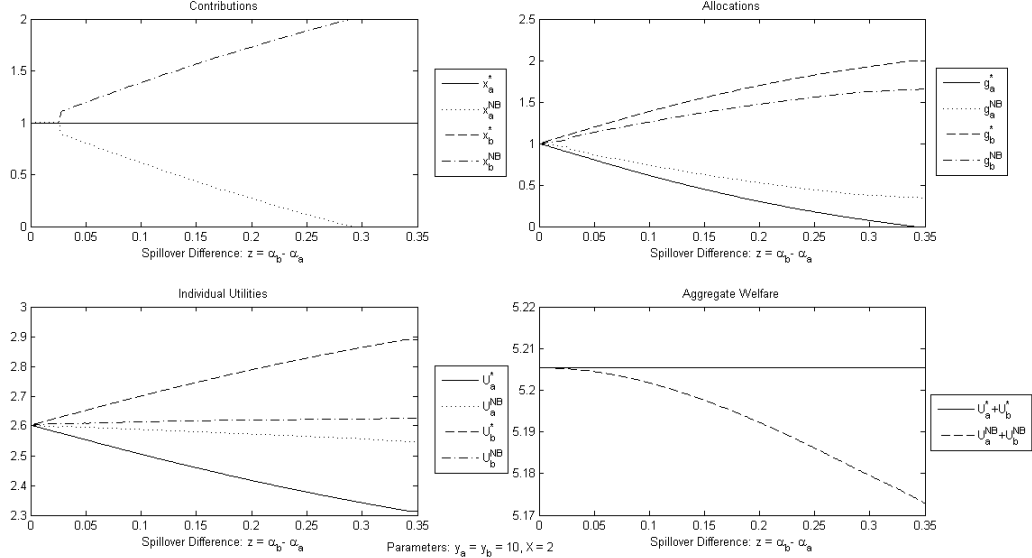 Contributions
2
1.5
1
0.5
0
0 0.05 0.1 0.15 0.2 0.25 0.3 0.35
Spillover Difference: z = α_b - α_a
x_a^*
x_a^NB
x_b^*
x_b^NB
Allocations
2.5
2
1.5
1
0.5
0
0 0.05 0.1 0.15 0.2 0.25 0.3 0.35
Spillover Difference: z = α_b - α_a
g_a^*
g_a^NB
g_b^*
g_b^NB
Individual Utilities
3
2.9
2.8
2.7
2.6
2.5
2.4
2.3
0 0.05 0.1 0.15 0.2 0.25 0.3 0.35
Spillover Difference: z = α_b - α_a
U_a^*
U_a^NB
U_b^*
U_b^NB
Aggregate Welfare
5.22
5.21
5.2
5.19
5.18
5.17
0 0.05 0.1 0.15 0.2 0.25 0.3 0.35
Spillover Difference: z = α_b - α_a
U_a^*+U_b^*
U_a^NB+U_b^NB
Parameters: y_a = y_b = 10, X = 2